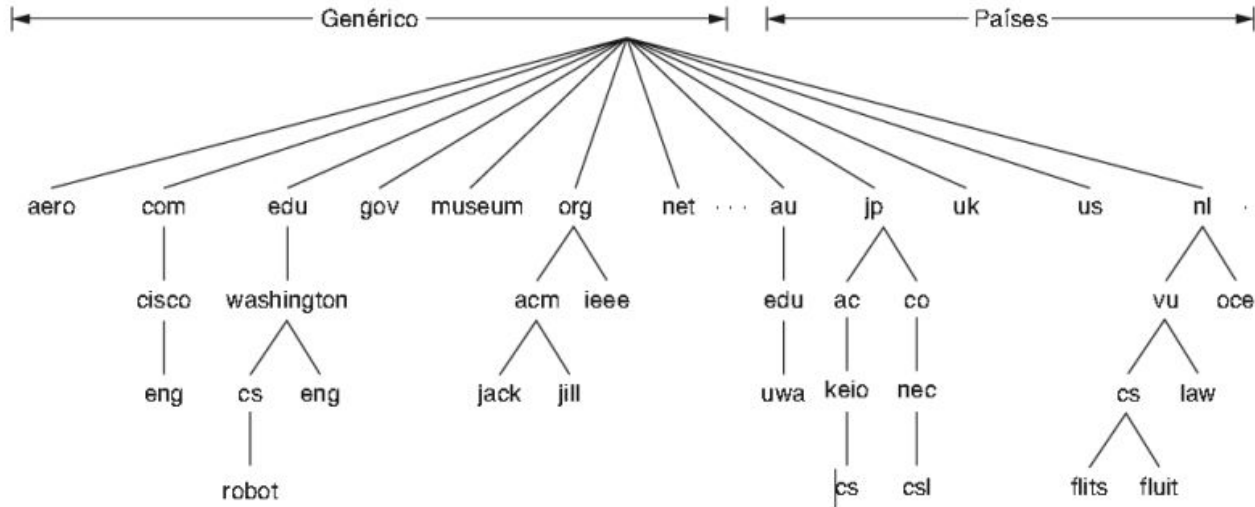 Genérico Países
aero com edu gov museum org net . . . au jp uk us nl .
cisco washington acm ieee edu ac co vu oce
eng cs eng jack jill uwa keio nec cs law
robot cs csl flits fluit